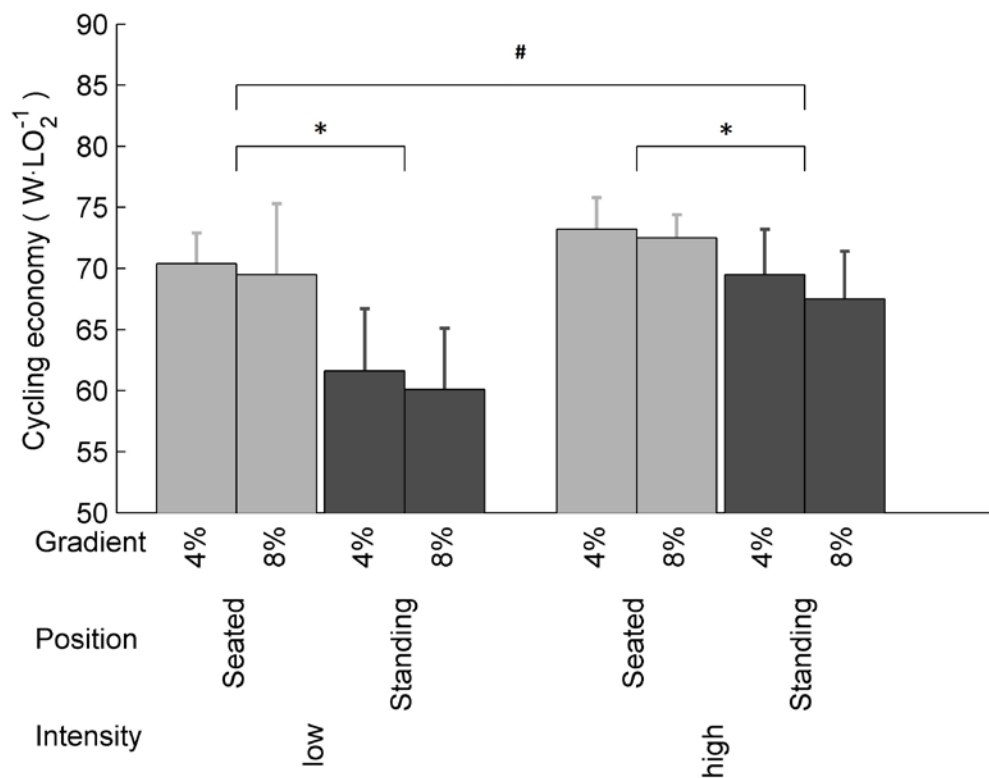 90
#
85
* *
80
75
70
65
60
55
50
Cycling economy ( W·LO₂⁻¹ )
Gradient 4% 8% 4% 8% 4% 8% 4% 8%
Position Seated Standing Seated Standing
Intensity low high